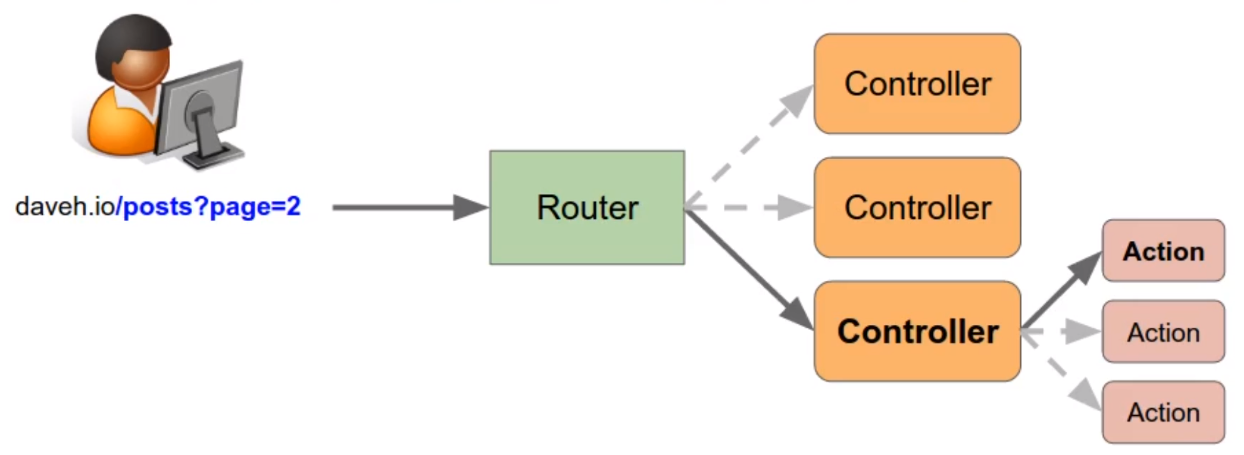 daveh.io/posts?page=2
Router
Controller
Controller
Controller
Action
Action
Action